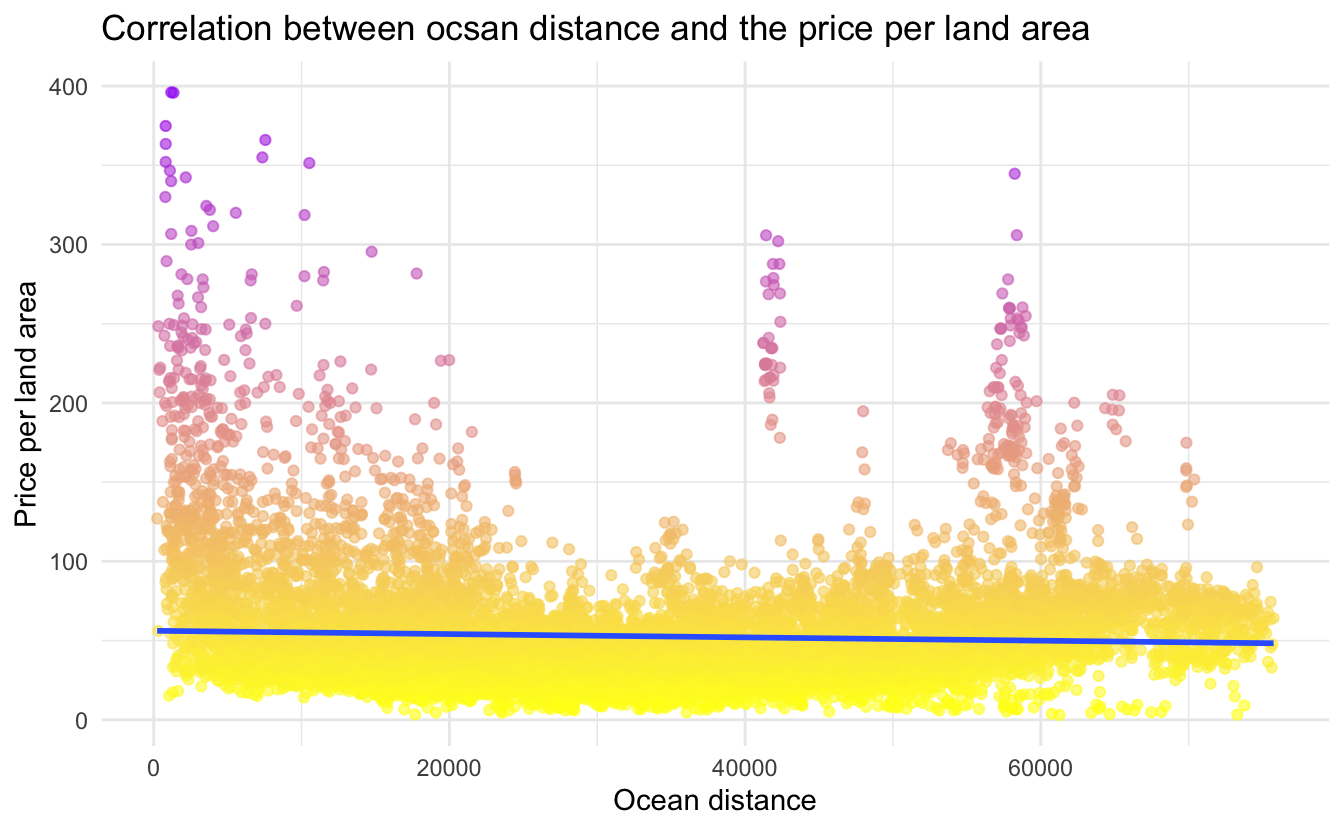 Correlation between ocsan distance and the price per land area
Price per land area
400
300
200
100
0
0 20000 40000 60000
Ocean distance